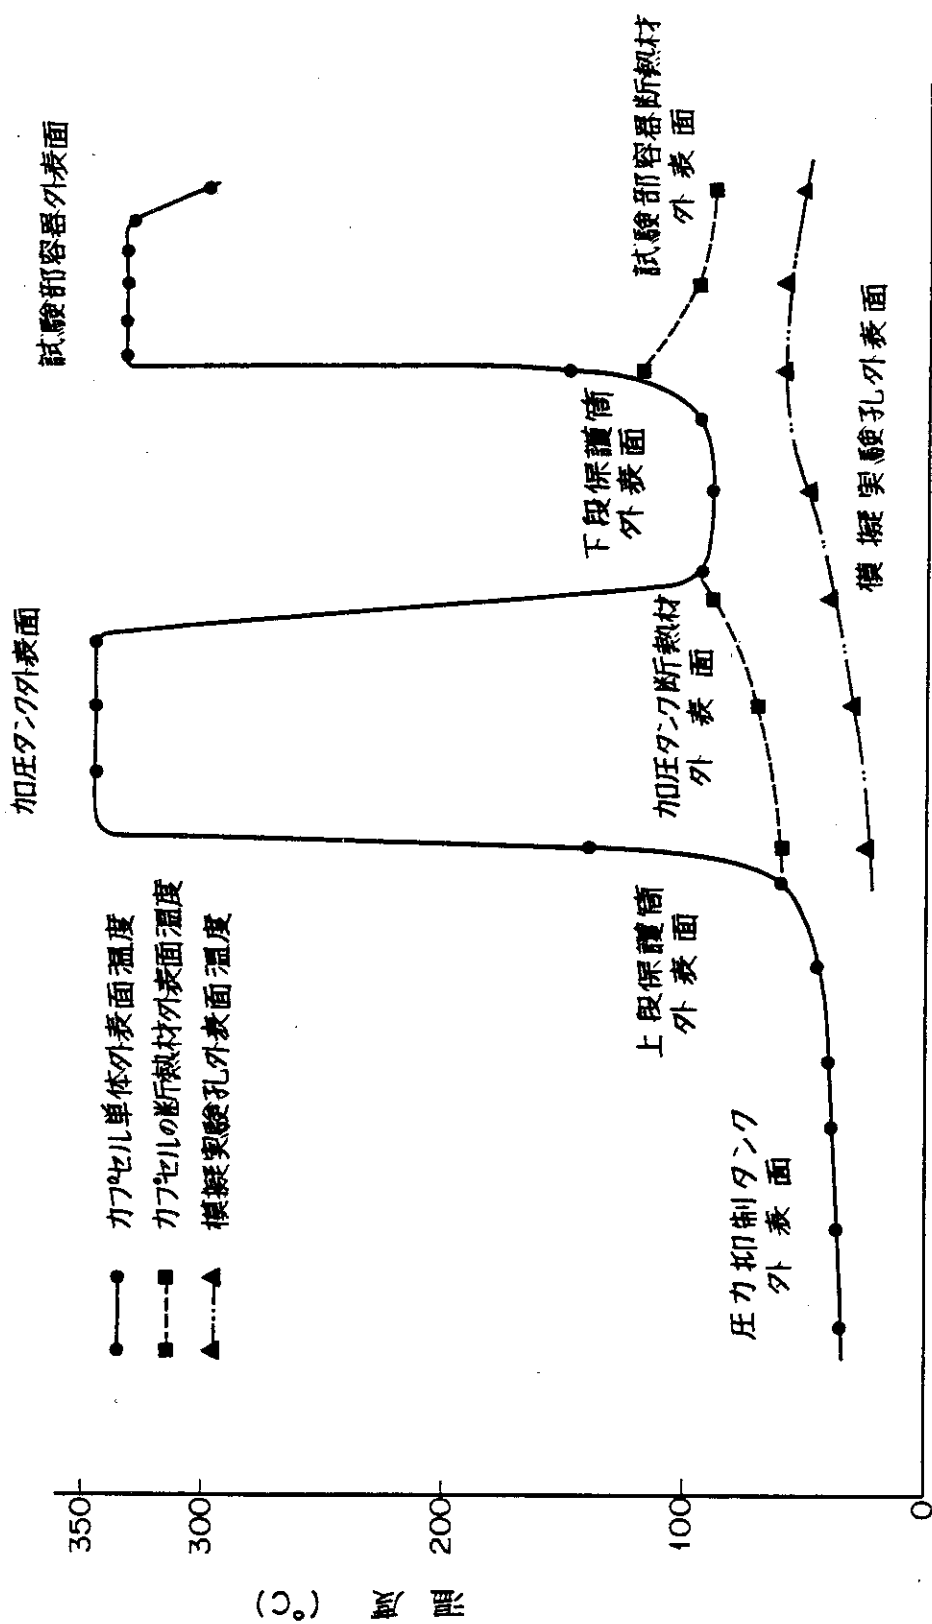 温度
(°C)
350
300
200
100
0
カプセル単体外表面温度
カプセルの断熱材外表面温度
模擬実験孔外表面温度
加圧タンク外表面
試験部容器外表面
圧力抑制タンク
外表面
上段保護筒
外表面
加圧タンク断熱材
外表面
下段保護筒
外表面
試験部容器断熱材
外表面
模擬実験孔外表面